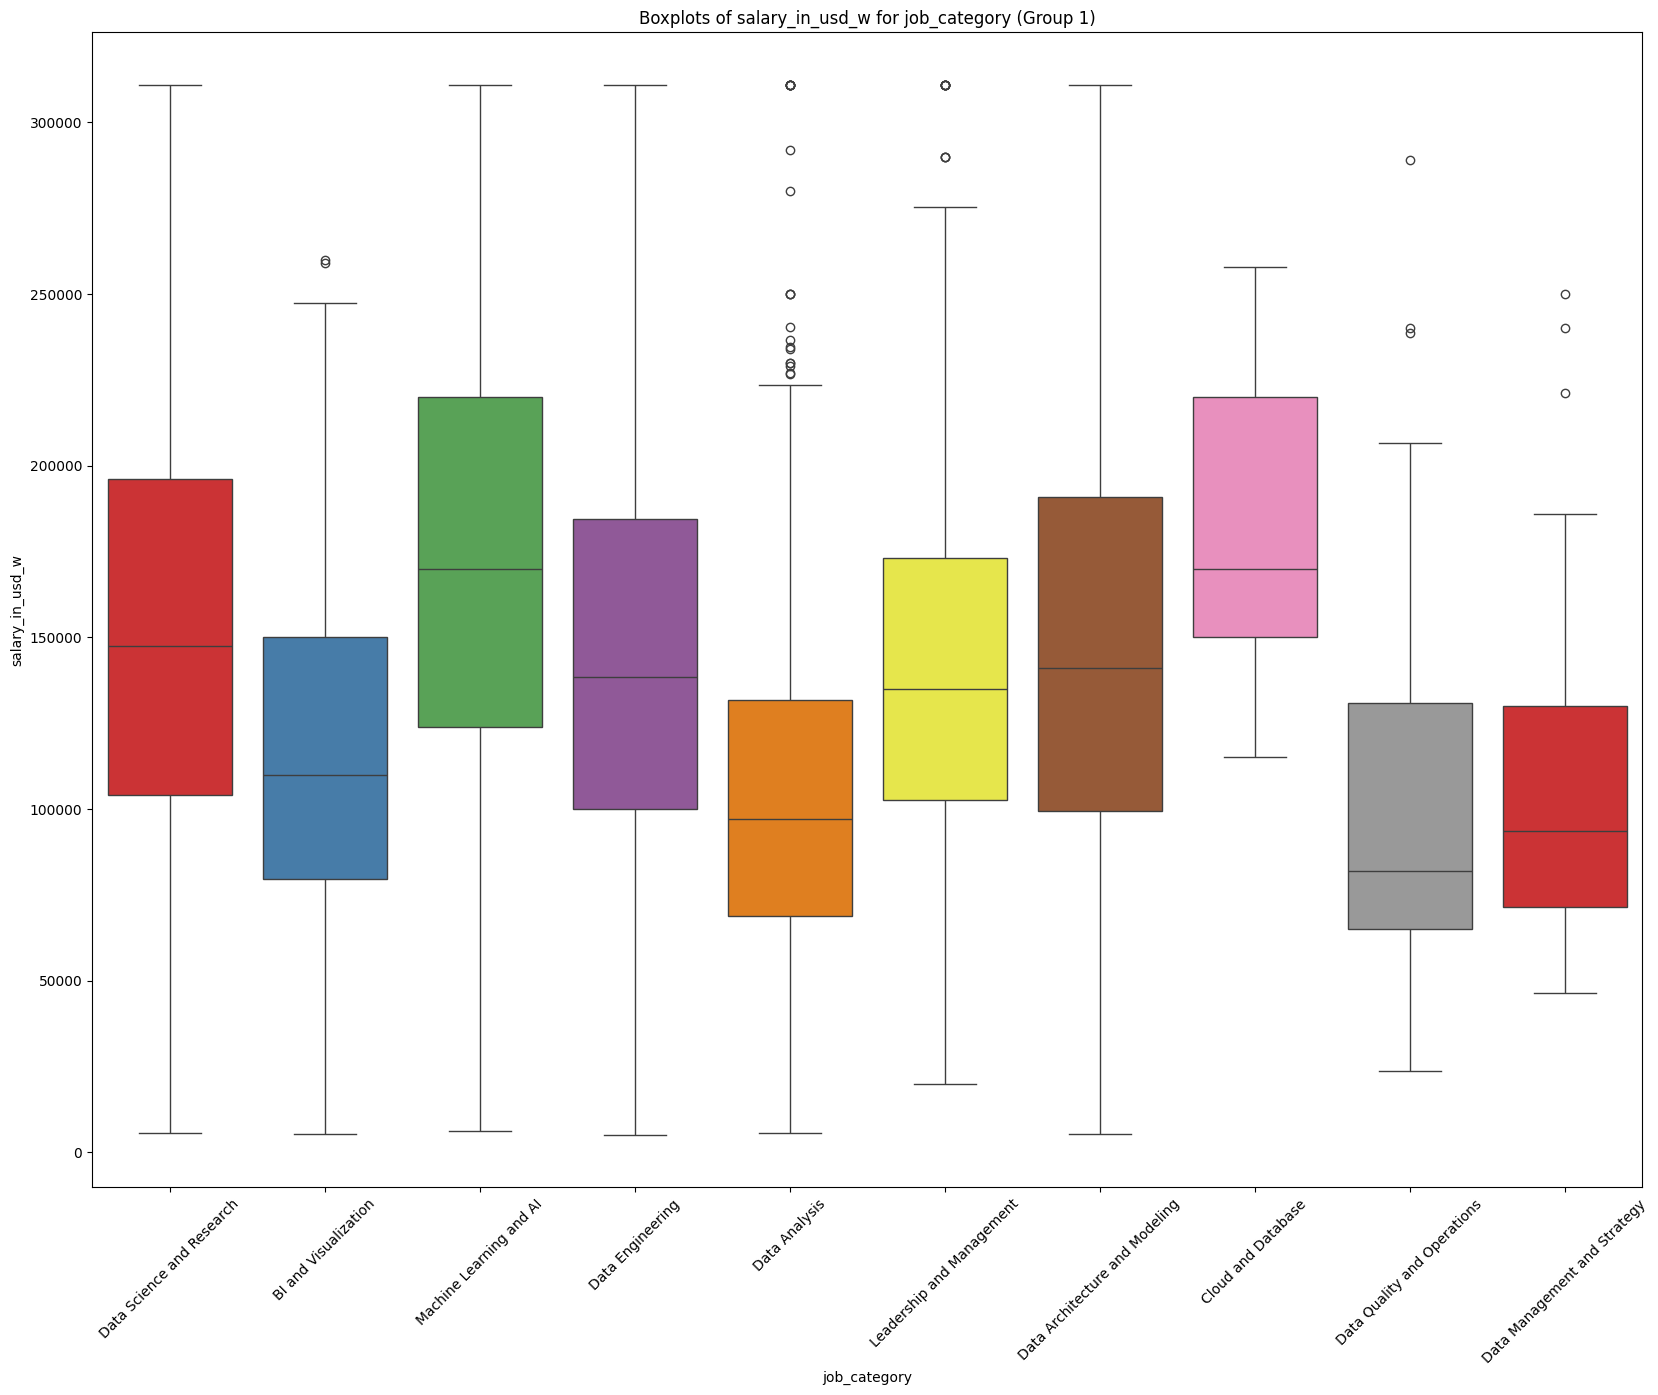 Boxplots of salary_in_usd_w for job_category (Group 1)
salary_in_usd_w
300000
250000
200000
150000
100000
50000
0
Data Science and Research
BI and Visualization
Machine Learning and AI
Data Engineering
Data Analysis
Leadership and Management
Data Architecture and Modeling
Cloud and Database
Data Quality and Operations
Data Management and Strategy
job_category